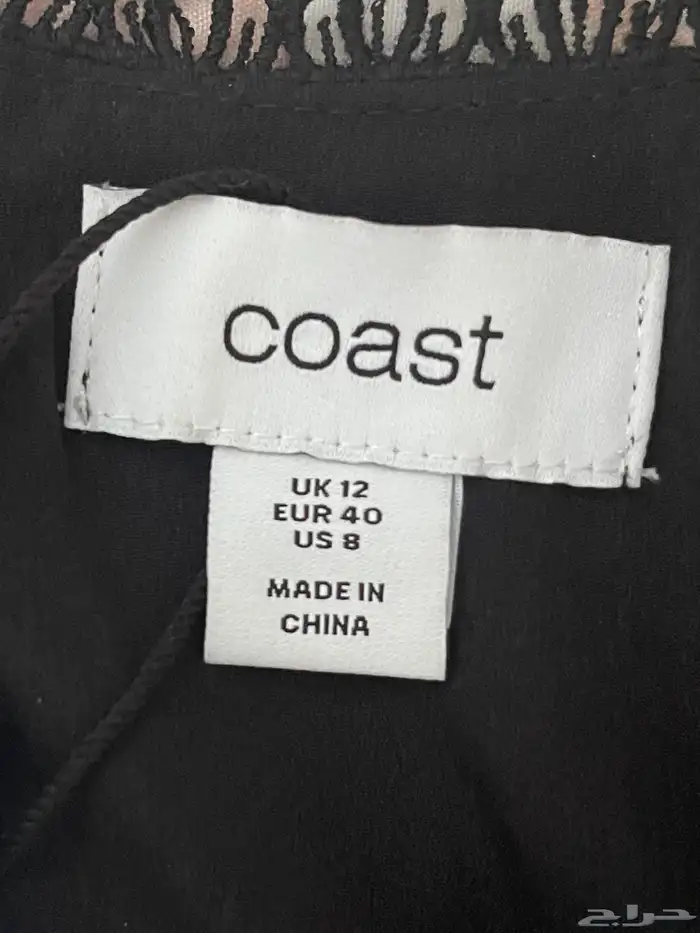 coast
UK 12
EUR 40
US 8
MADE IN
CHINA
حراج